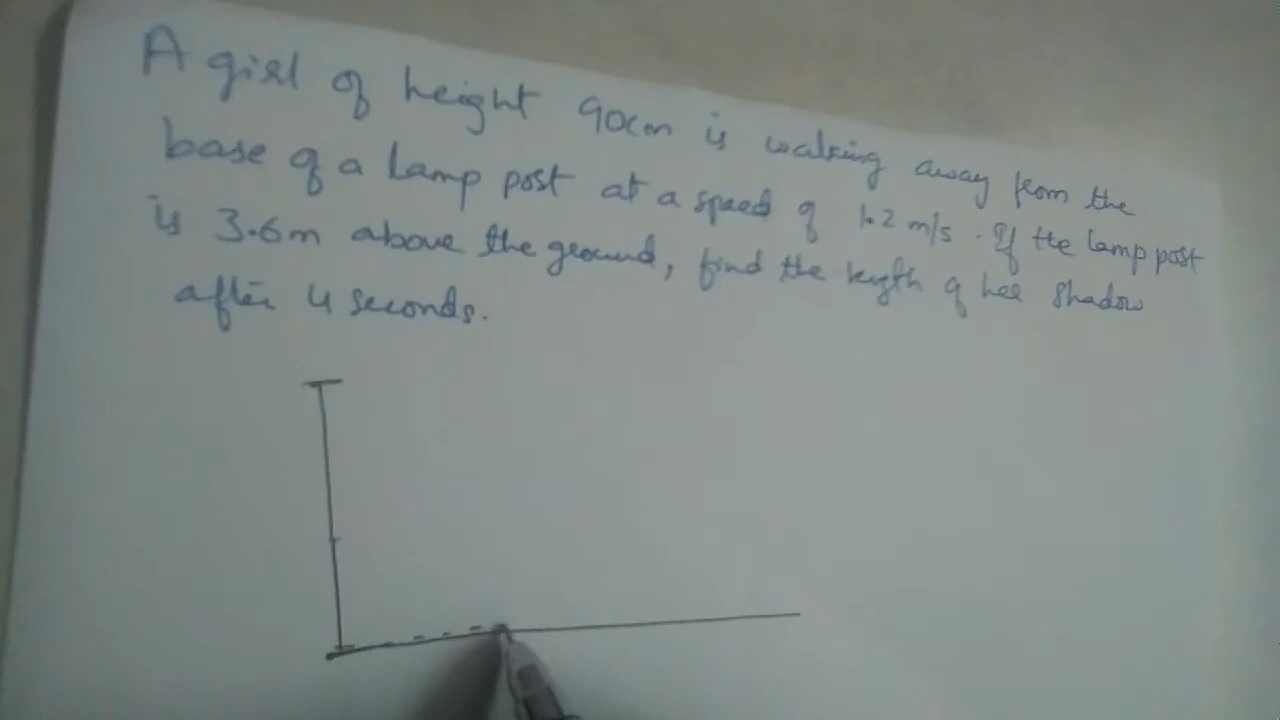 A girl of height 90cm is walking away from the
base of a lamp post at a speed of 1.2 m/s. If the lamp post
is 3.6m above the ground, find the length of her shadow
after 4 seconds.